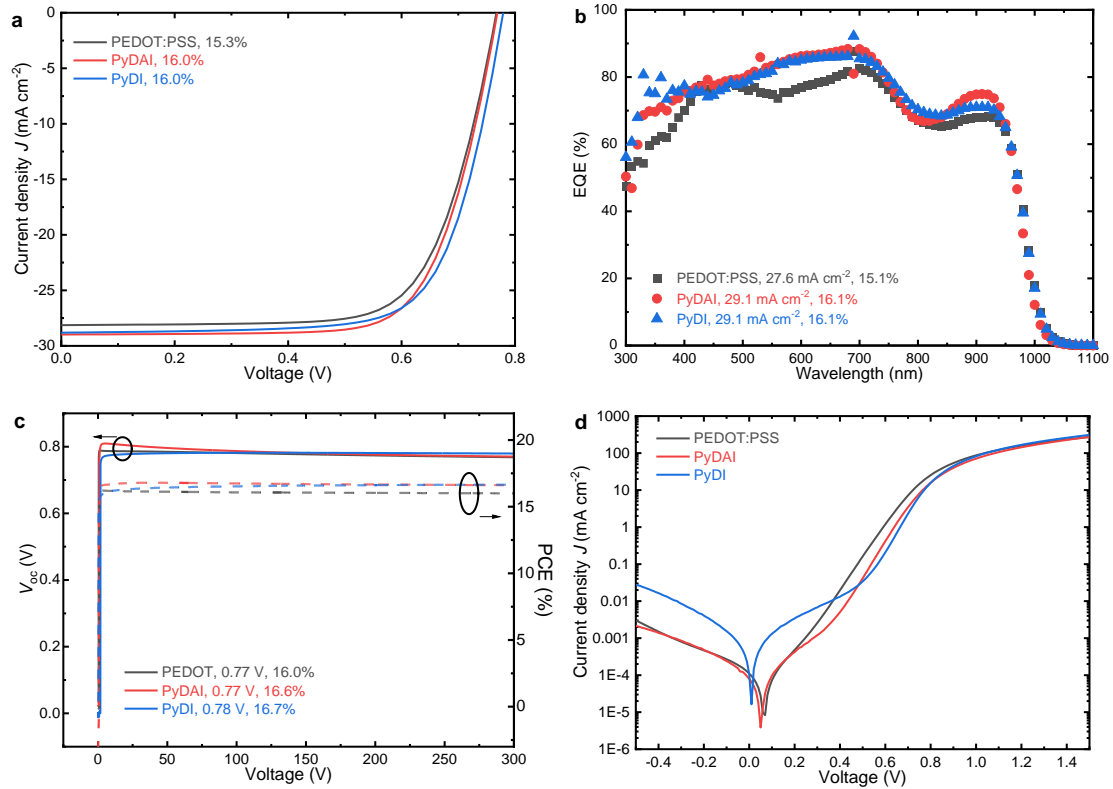 a
0
-5
-10
-15
-20
-25
-30
0.0 0.2 0.4 0.6 0.8
Voltage (V)
Current density J (mA cm-2)
PEDOT:PSS, 15.3%
PyDAI, 16.0%
PyDI, 16.0%
b
100
80
60
40
20
0
300 400 500 600 700 800 900 1000 1100
Wavelength (nm)
EQE (%)
PEDOT:PSS, 27.6 mA cm-2, 15.1%
PyDAI, 29.1 mA cm-2, 16.1%
PyDI, 29.1 mA cm-2, 16.1%
c
0.8
0.6
0.4
0.2
0.0
20
15
10
5
0
0 50 100 150 200 250 300
Voltage (V)
Voc (V)
PCE (%)
PEDOT, 0.77 V, 16.0%
PyDAI, 0.77 V, 16.6%
PyDI, 0.78 V, 16.7%
d
1000
100
10
1
0.1
0.01
0.001
1E-4
1E-5
1E-6
-0.4 -0.2 0.0 0.2 0.4 0.6 0.8 1.0 1.2 1.4
Voltage (V)
Current density J (mA cm-2)
PEDOT:PSS
PyDAI
PyDI